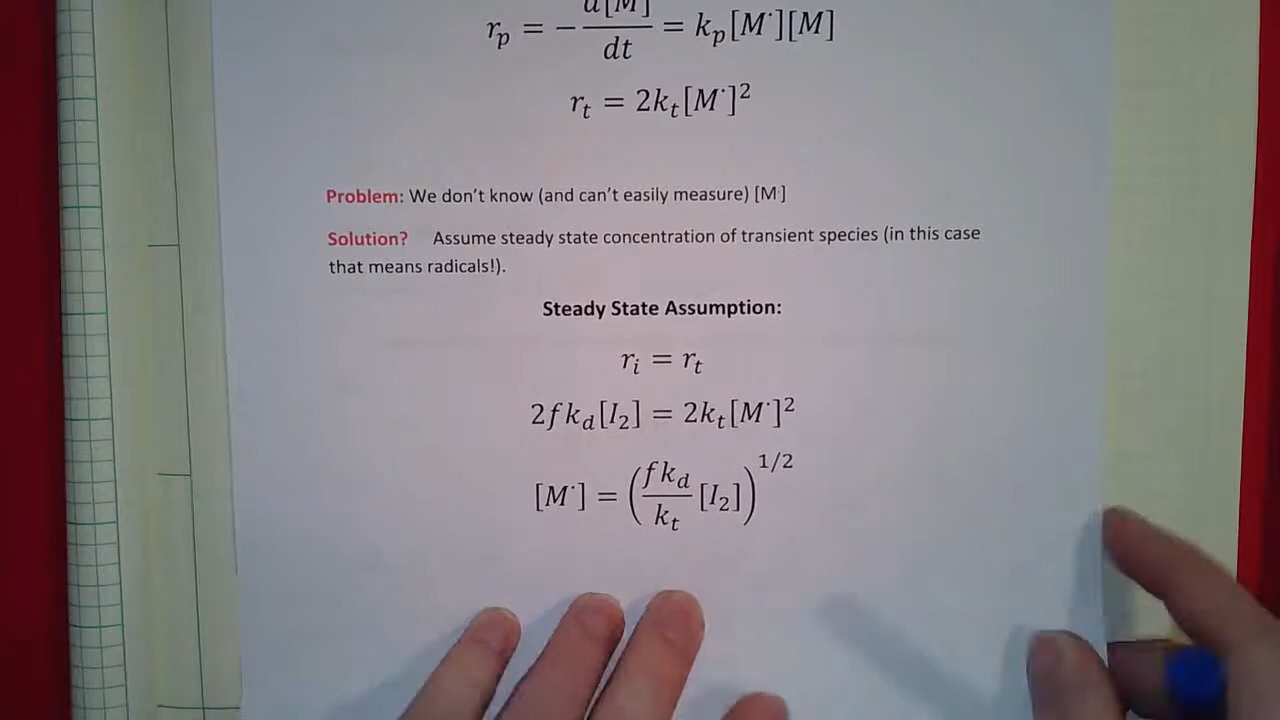 r_p = − d[M]/dt = k_p[M˙][M]
r_t = 2k_t[M˙]²
Problem: We don't know (and can't easily measure) [M˙]
Solution? Assume steady state concentration of transient species (in this case
that means radicals!).
Steady State Assumption:
r_i = r_t
2fk_d[I₂] = 2k_t[M˙]²
[M˙] = (fk_d/k_t [I₂])^1/2